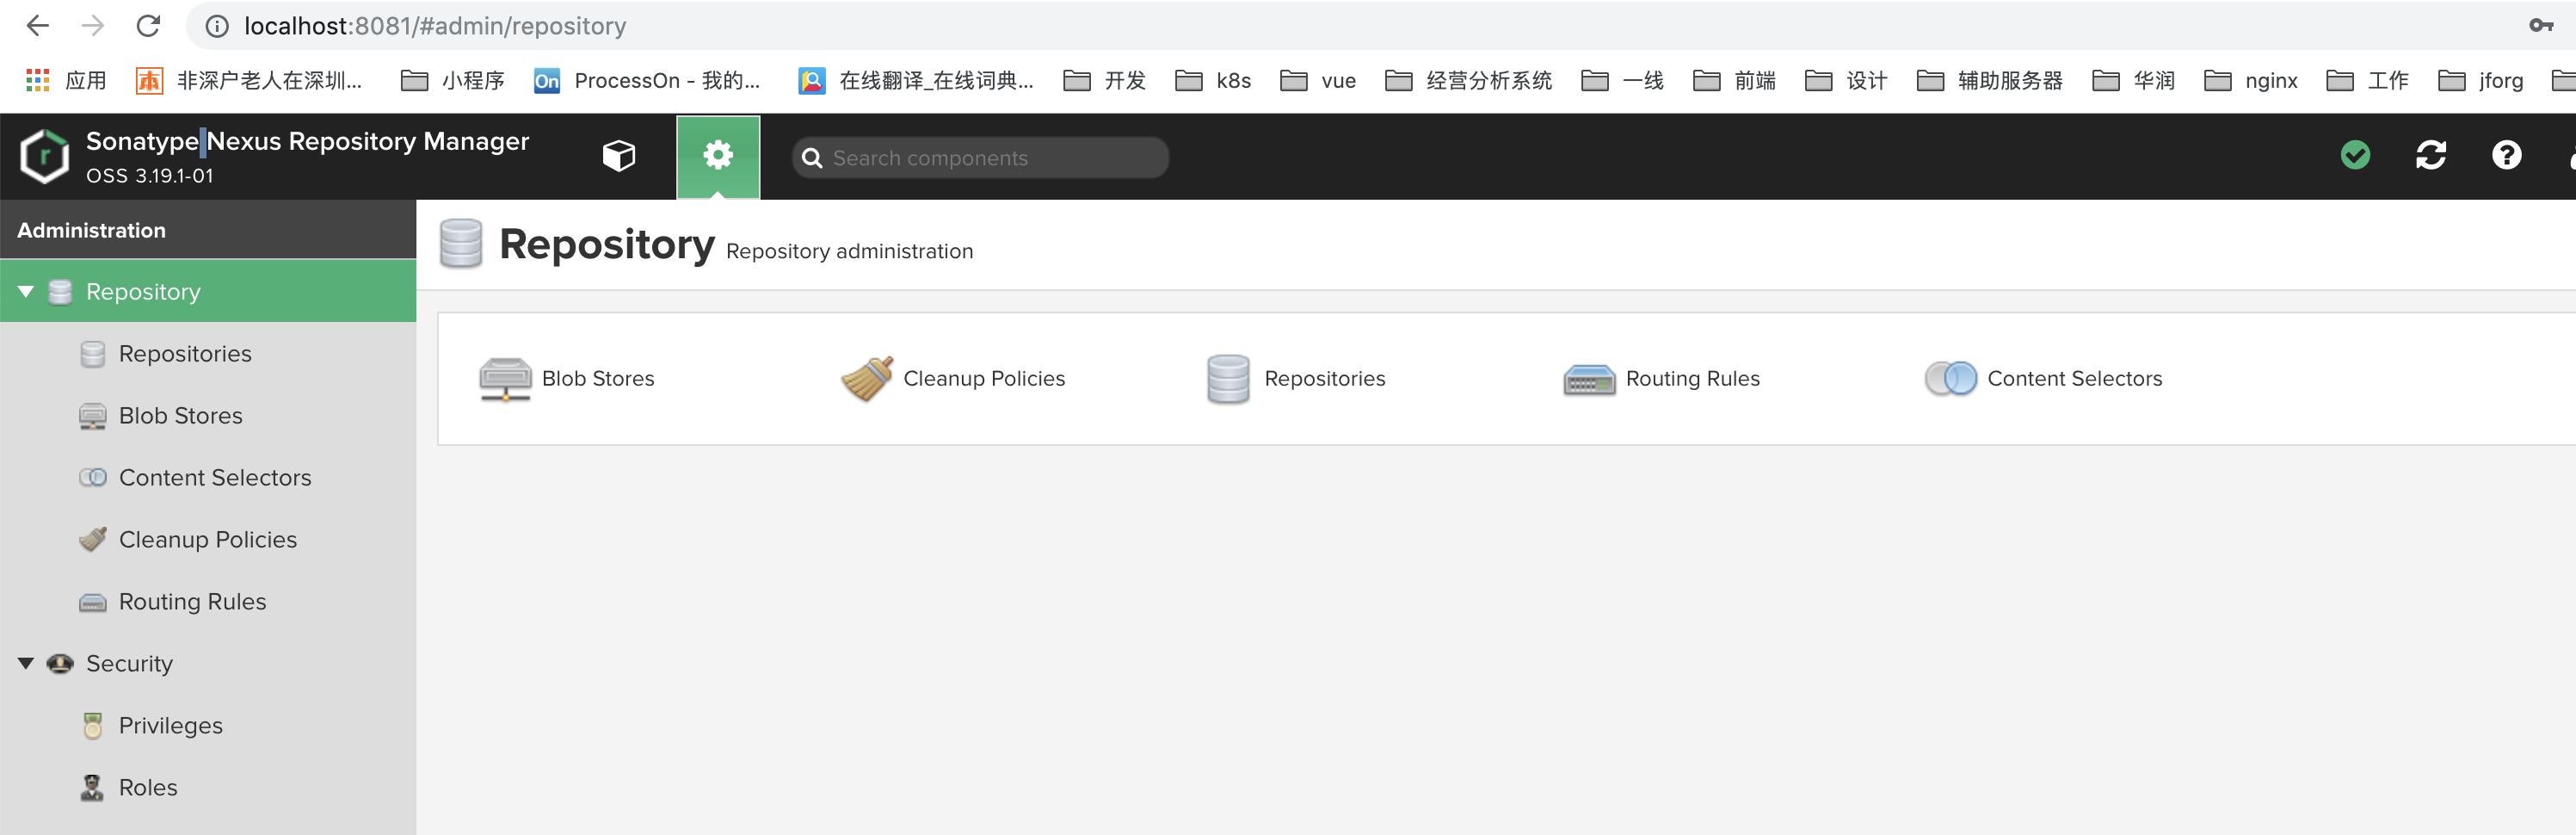 localhost:8081/#admin/repository
应用 非深户老人在深圳... 小程序 On ProcessOn - 我的... 在线翻译_在线词典... 开发 k8s vue 经营分析系统 一线 前端 设计 辅助服务器 华润 nginx 工作 jforg
Sonatype Nexus Repository Manager
OSS 3.19.1-01
Search components
Administration
Repository Repository administration
Repository
Repositories
Blob Stores
Content Selectors
Cleanup Policies
Routing Rules
Security
Privileges
Roles
Blob Stores Cleanup Policies Repositories Routing Rules Content Selectors